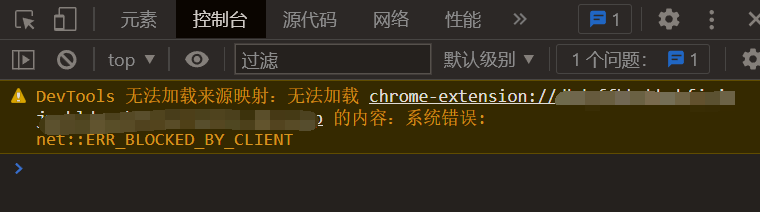 元素 控制台 源代码 网络 性能 1
top 过滤 默认级别 1 个问题: 1
DevTools 无法加载来源映射: 无法加载 chrome-extension://
的内容: 系统错误:
net::ERR_BLOCKED_BY_CLIENT